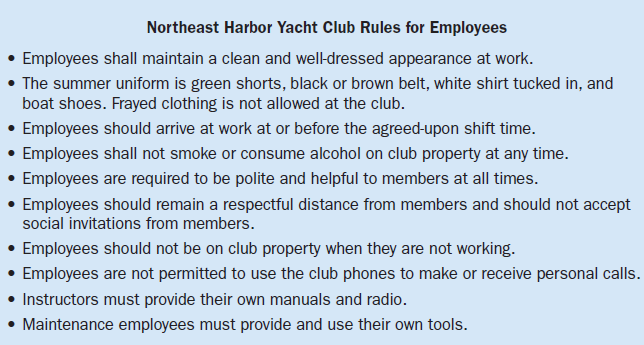 Northeast Harbor Yacht Club Rules for Employees
• Employees shall maintain a clean and well-dressed appearance at work.
• The summer uniform is green shorts, black or brown belt, white shirt tucked in, and
boat shoes. Frayed clothing is not allowed at the club.
• Employees should arrive at work at or before the agreed-upon shift time.
• Employees shall not smoke or consume alcohol on club property at any time.
• Employees are required to be polite and helpful to members at all times.
• Employees should remain a respectful distance from members and should not accept
social invitations from members.
• Employees should not be on club property when they are not working.
• Employees are not permitted to use the club phones to make or receive personal calls.
• Instructors must provide their own manuals and radio.
• Maintenance employees must provide and use their own tools.